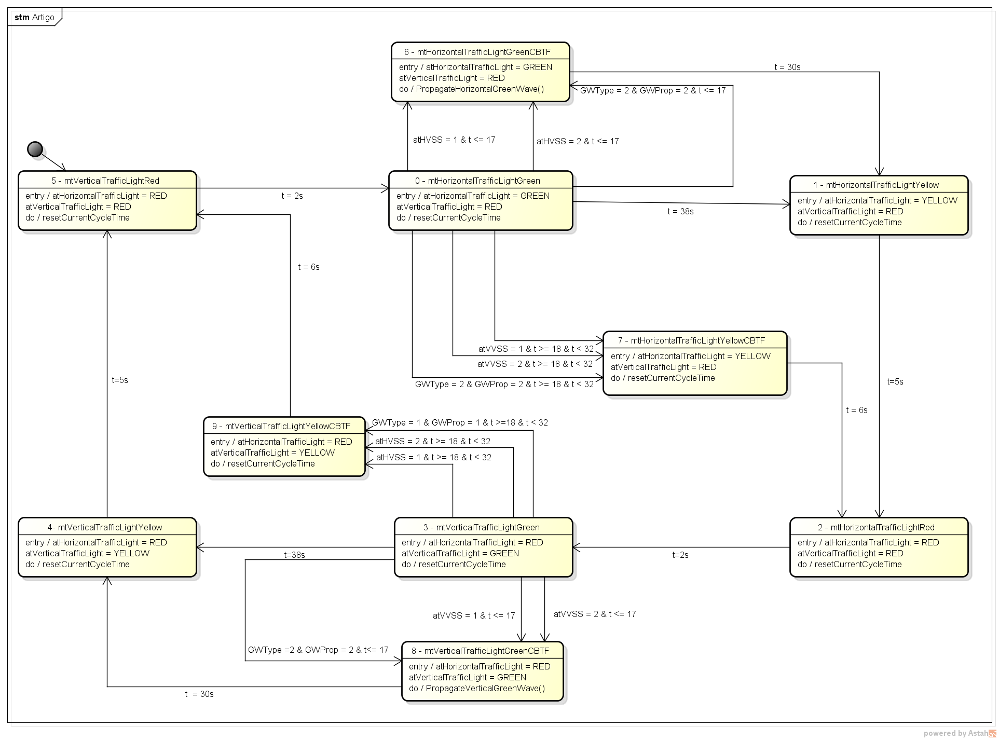 stm Artigo
6 - mtHorizontalTrafficLightGreenCBTF
entry / atHorizontalTrafficLight = GREEN
atVerticalTrafficLight = RED
do / PropagateHorizontalGreenWave()
t = 30s
GWType = 2 & GWProp = 2 & t <= 17
atHVSS = 1 & t <= 17
atHVSS = 2 & t <= 17
5 - mtVerticalTrafficLightRed
entry / atHorizontalTrafficLight = RED
atVerticalTrafficLight = RED
do / resetCurrentCycleTime
t = 2s
0 - mtHorizontalTrafficLightGreen
entry / atHorizontalTrafficLight = GREEN
atVerticalTrafficLight = RED
do / resetCurrentCycleTime
t = 38s
1 - mtHorizontalTrafficLightYellow
entry / atHorizontalTrafficLight = YELLOW
atVerticalTrafficLight = RED
do / resetCurrentCycleTime
t = 6s
7 - mtHorizontalTrafficLightYellowCBTF
entry / atHorizontalTrafficLight = YELLOW
atVerticalTrafficLight = RED
do / resetCurrentCycleTime
atVVSS = 1 & t >= 18 & t < 32
atVVSS = 2 & t >= 18 & t < 32
GWType = 2 & GWProp = 2 & t >= 18 & t < 32
t=5s
t=5s
t = 6s
9 - mtVerticalTrafficLightYellowCBTF
entry / atHorizontalTrafficLight = RED
atVerticalTrafficLight = YELLOW
do / resetCurrentCycleTime
GWType = 1 & GWProp = 1 & t >=18 & t < 32
atHVSS = 2 & t >= 18 & t < 32
atHVSS = 1 & t >= 18 & t < 32
4- mtVerticalTrafficLightYellow
entry / atHorizontalTrafficLight = RED
atVerticalTrafficLight = YELLOW
do / resetCurrentCycleTime
t=38s
3 - mtVerticalTrafficLightGreen
entry / atHorizontalTrafficLight = RED
atVerticalTrafficLight = GREEN
do / resetCurrentCycleTime
t=2s
2 - mtHorizontalTrafficLightRed
entry / atHorizontalTrafficLight = RED
atVerticalTrafficLight = RED
do / resetCurrentCycleTime
atVVSS = 1 & t <= 17
atVVSS = 2 & t <= 17
GWType =2 & GWProp = 2 & t<= 17
8 - mtVerticalTrafficLightGreenCBTF
entry / atHorizontalTrafficLight = RED
atVerticalTrafficLight = GREEN
do / PropagateVerticalGreenWave()
t = 30s
powered by Astah